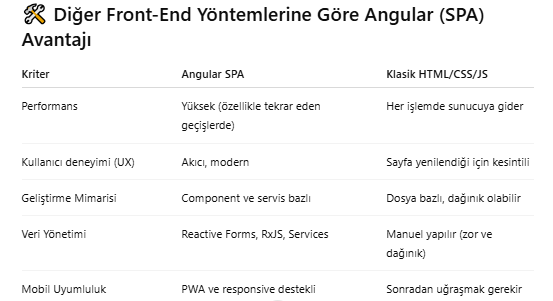 🛠 Diğer Front-End Yöntemlerine Göre Angular (SPA)
Avantajı
Kriter Angular SPA Klasik HTML/CSS/JS
Performans Yüksek (özellikle tekrar eden Her işlemde sunucuya gider
geçişlerde)
Kullanıcı deneyimi (UX) Akıcı, modern Sayfa yenilendiği için kesintili
Geliştirme Mimarisi Component ve servis bazlı Dosya bazlı, dağınık olabilir
Veri Yönetimi Reactive Forms, RxJS, Services Manuel yapılır (zor ve
dağınık)
Mobil Uyumluluk PWA ve responsive destekli Sonradan uğraşmak gerekir